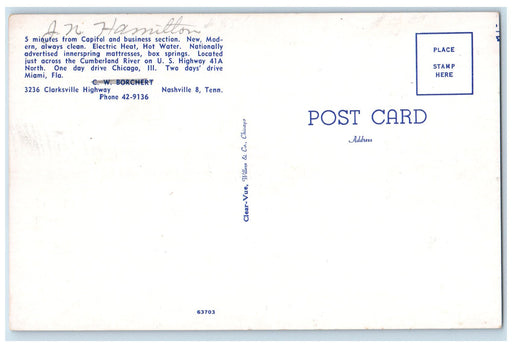 J. N. Hamilton
5 minutes from Capitol and business section. New, Mod-
ern, always clean. Electric Heat, Hot Water. Nationally
advertised innerspring mattresses, box springs. Located
just across the Cumberland River on U. S. Highway 41A
North. One day drive Chicago, Ill. Two days' drive
Miami, Fla.
C. W. BORCHERT
3236 Clarksville Highway Nashville 8, Tenn.
Phone 42-9136
Clear-Vue, Wilson & Co., Chicago
PLACE
STAMP
HERE
POST CARD
Address
63703